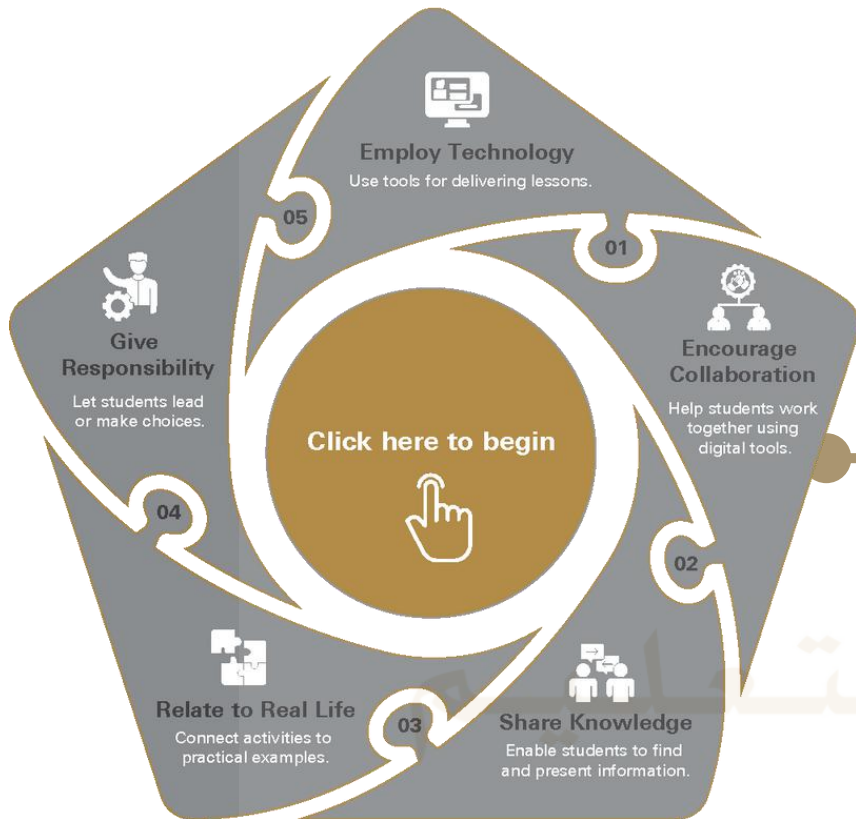 Employ Technology
Use tools for delivering lessons.
01
Encourage
Collaboration
Help students work
together using
digital tools.
02
Share Knowledge
Enable students to find
and present information.
03
Relate to Real Life
Connect activities to
practical examples.
04
Give
Responsibility
Let students lead
or make choices.
05
Click here to begin